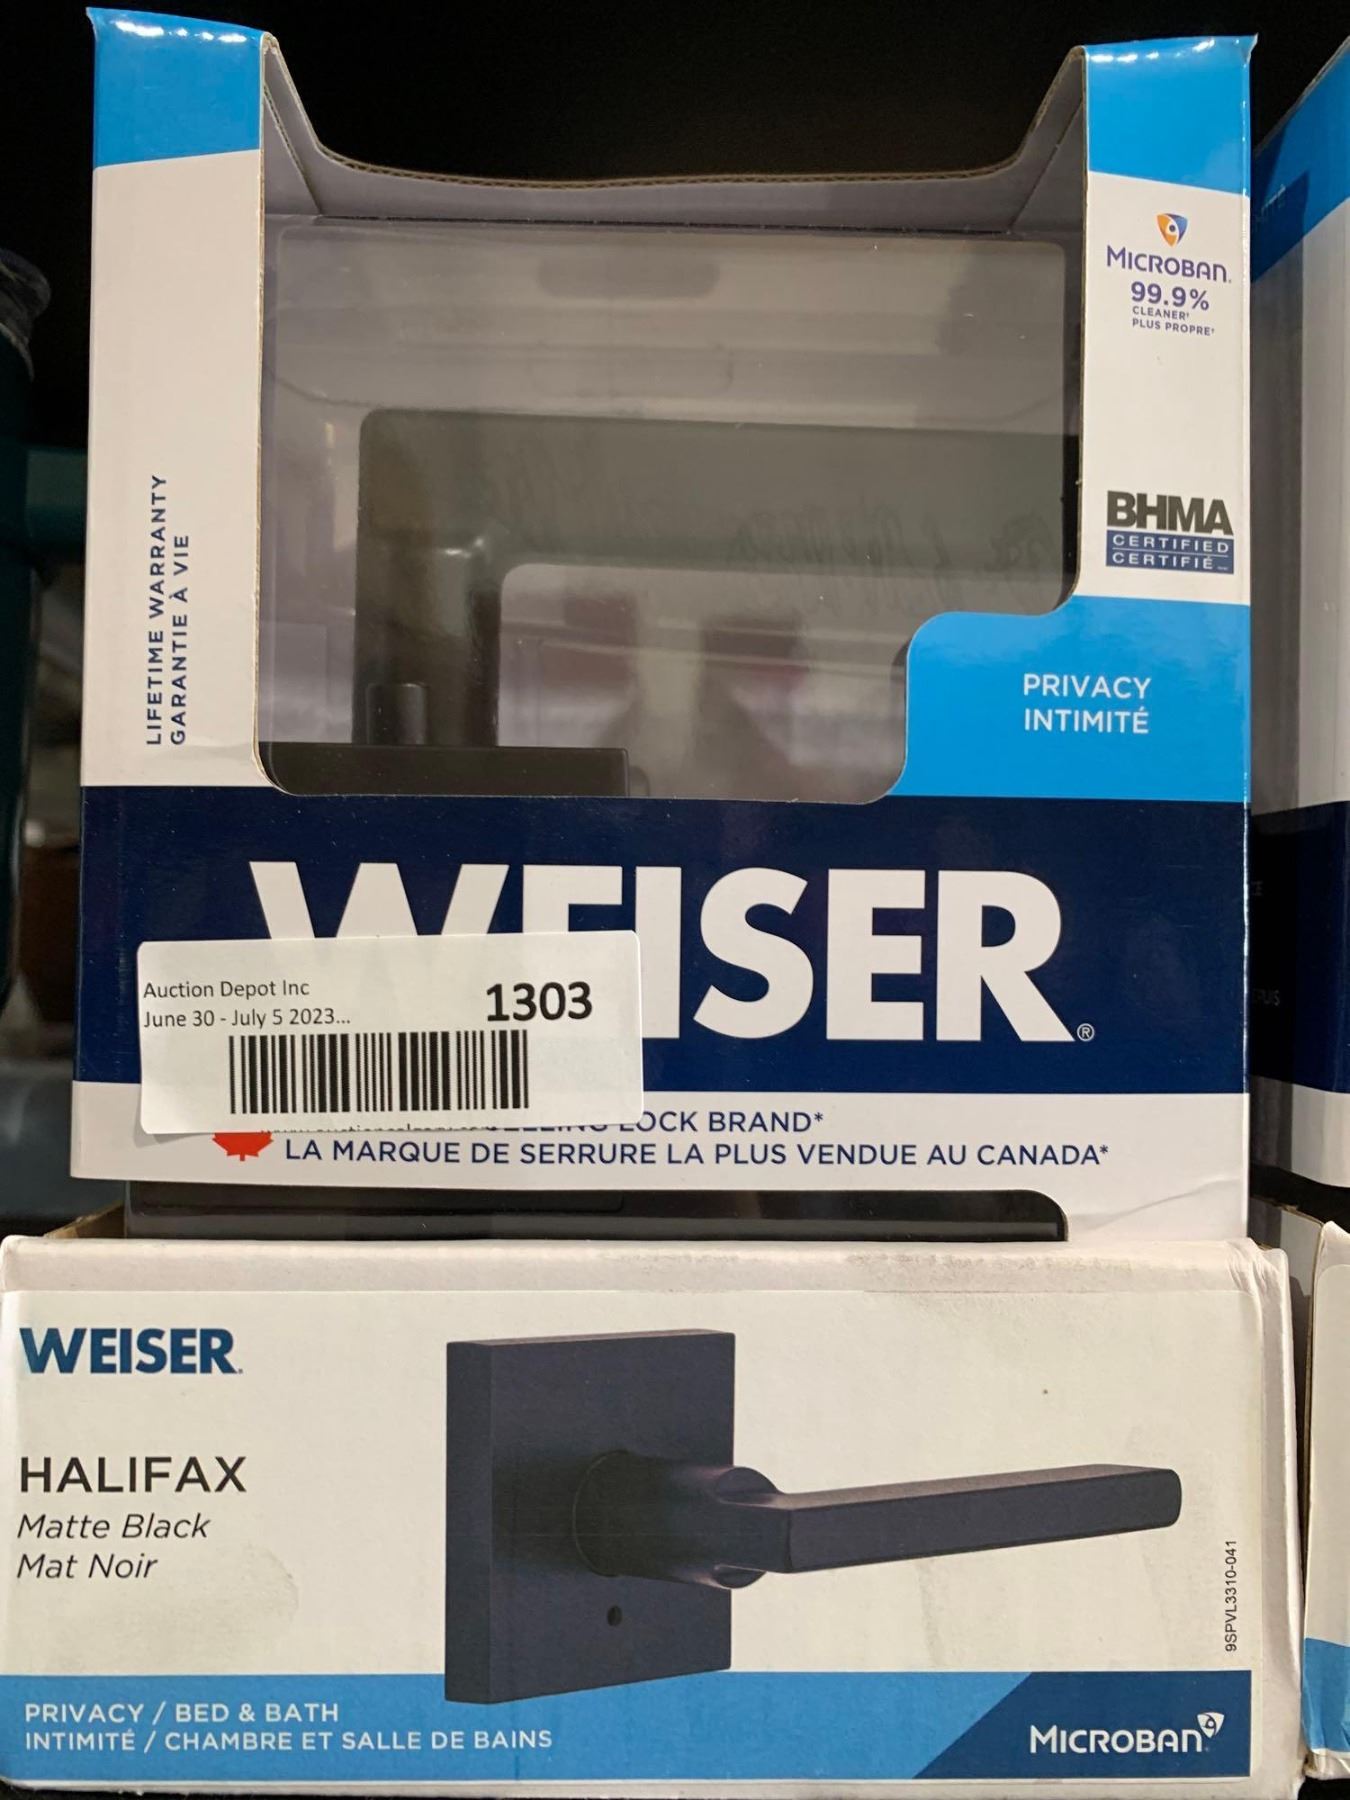 MICROBAN
99.9%
CLEANER†
PLUS PROPRE†
BHMA
CERTIFIED
CERTIFIÉ
LIFETIME WARRANTY
GARANTIE À VIE
PRIVACY
INTIMITÉ
WEISER®
Auction Depot Inc
1303
June 30 - July 5 2023...
LOCK BRAND*
LA MARQUE DE SERRURE LA PLUS VENDUE AU CANADA*
WEISER
HALIFAX
Matte Black
Mat Noir
9SPVL3310-041
PRIVACY / BED & BATH
INTIMITÉ / CHAMBRE ET SALLE DE BAINS
MICROBAN